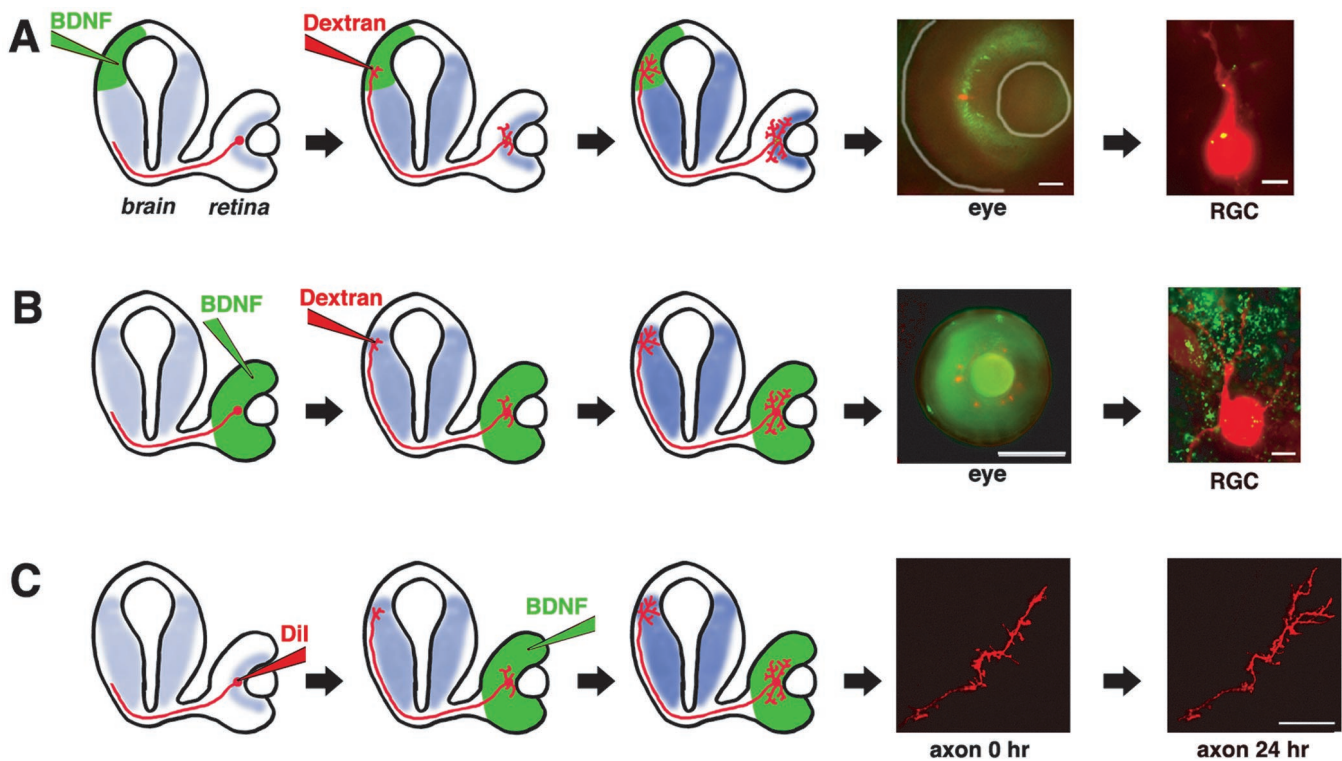 A
BDNF
Dextran
brain
retina
eye
RGC
B
BDNF
Dextran
eye
RGC
C
DiI
BDNF
axon 0 hr
axon 24 hr